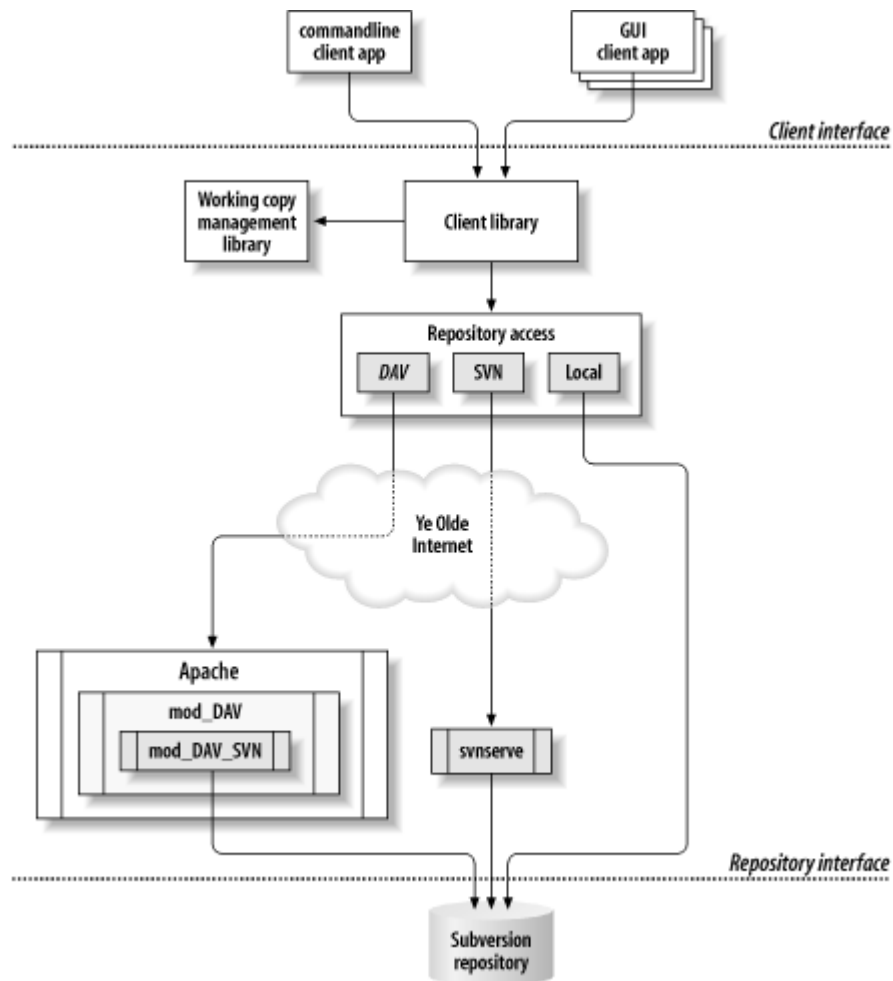 commandline
client app
GUI
client app
Client interface
Working copy
management
library
Client library
Repository access
DAV
SVN
Local
Ye Olde
Internet
Apache
mod_DAV
mod_DAV_SVN
svnserve
Repository interface
Subversion
repository